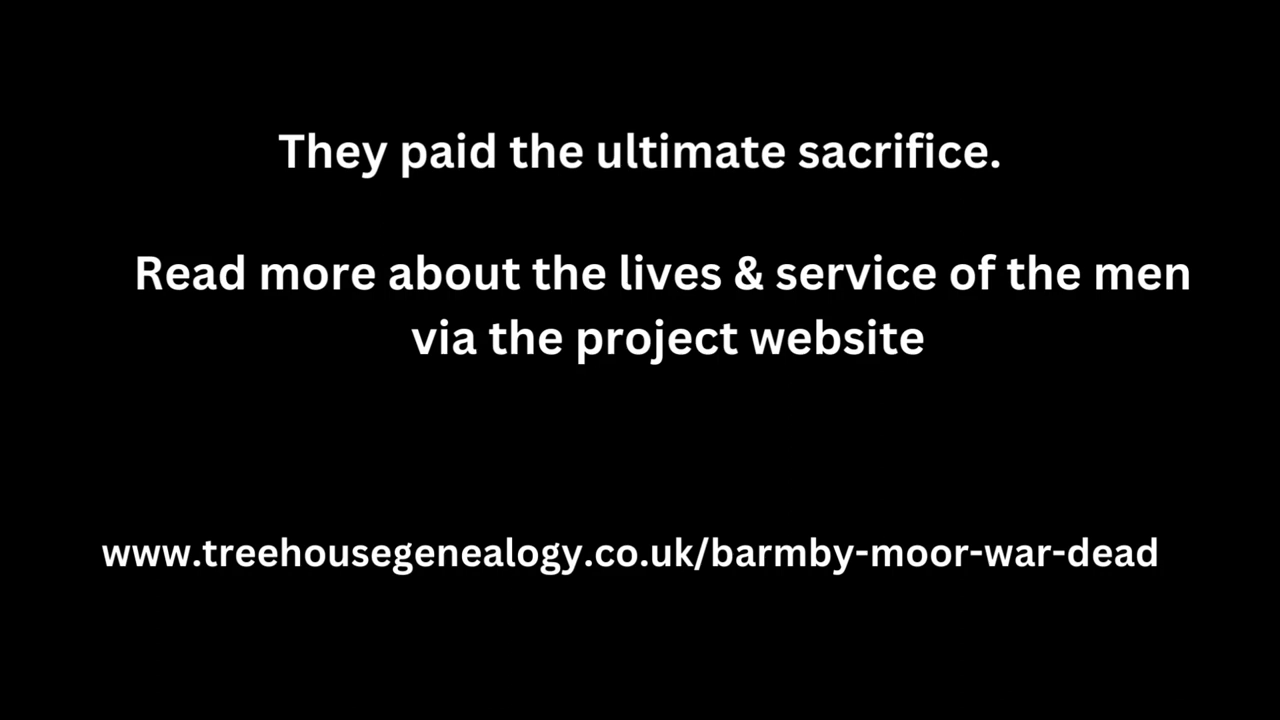 They paid the ultimate sacrifice.
Read more about the lives & service of the men
via the project website
www.treehousegenealogy.co.uk/barmby-moor-war-dead